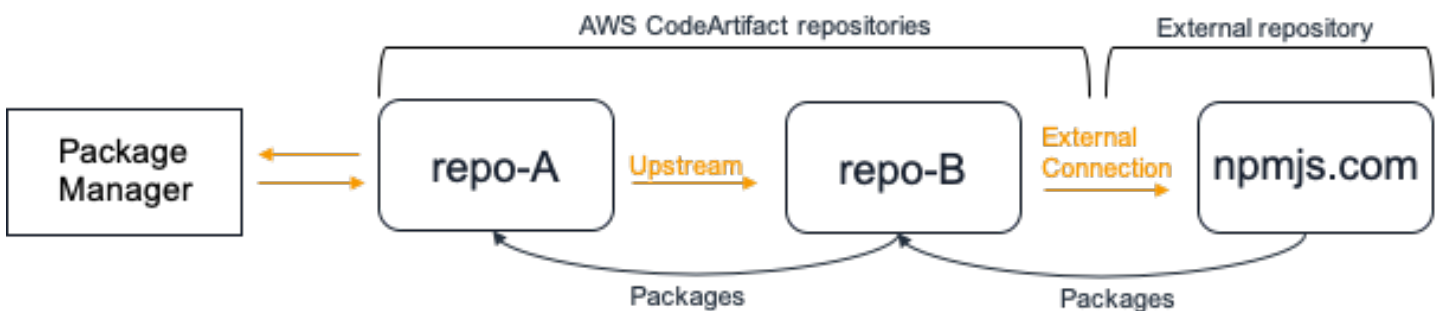 AWS CodeArtifact repositories
External repository
Package
Manager
repo-A
Upstream
repo-B
External
Connection
npmjs.com
Packages
Packages